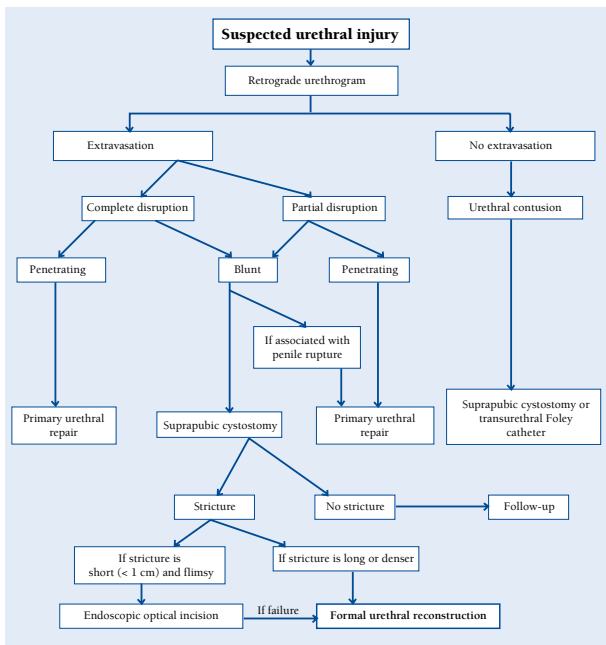 Suspected urethral injury
Retrograde urethrogram
Extravasation
No extravasation
Complete disruption
Partial disruption
Urethral contusion
Penetrating
Blunt
Penetrating
If associated with
penile rupture
Primary urethral
repair
Suprapubic cystostomy
Primary urethral
repair
Suprapubic cystostomy or
transurethral Foley
catheter
Stricture
No stricture
Follow-up
If stricture is
short (< 1 cm) and flimsy
If stricture is long or denser
Endoscopic optical incision
If failure
Formal urethral reconstruction